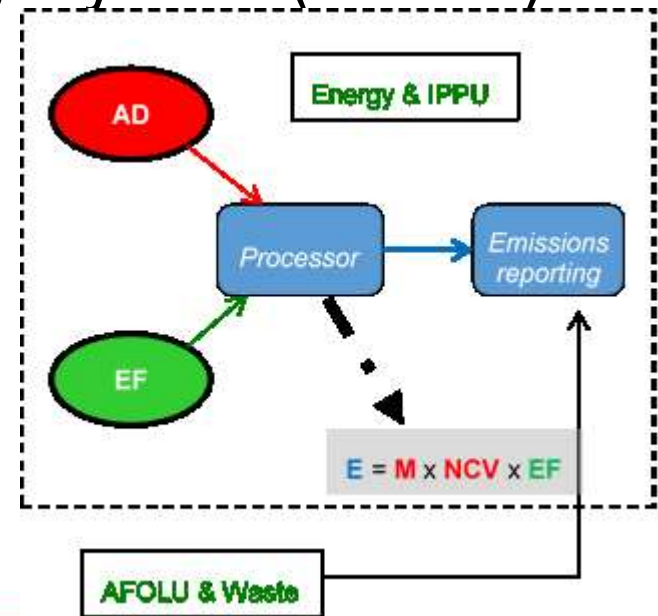 Energy & IPPU
AD
Processor
Emissions
reporting
EF
E = M x NCV x EF
AFOLU & Waste